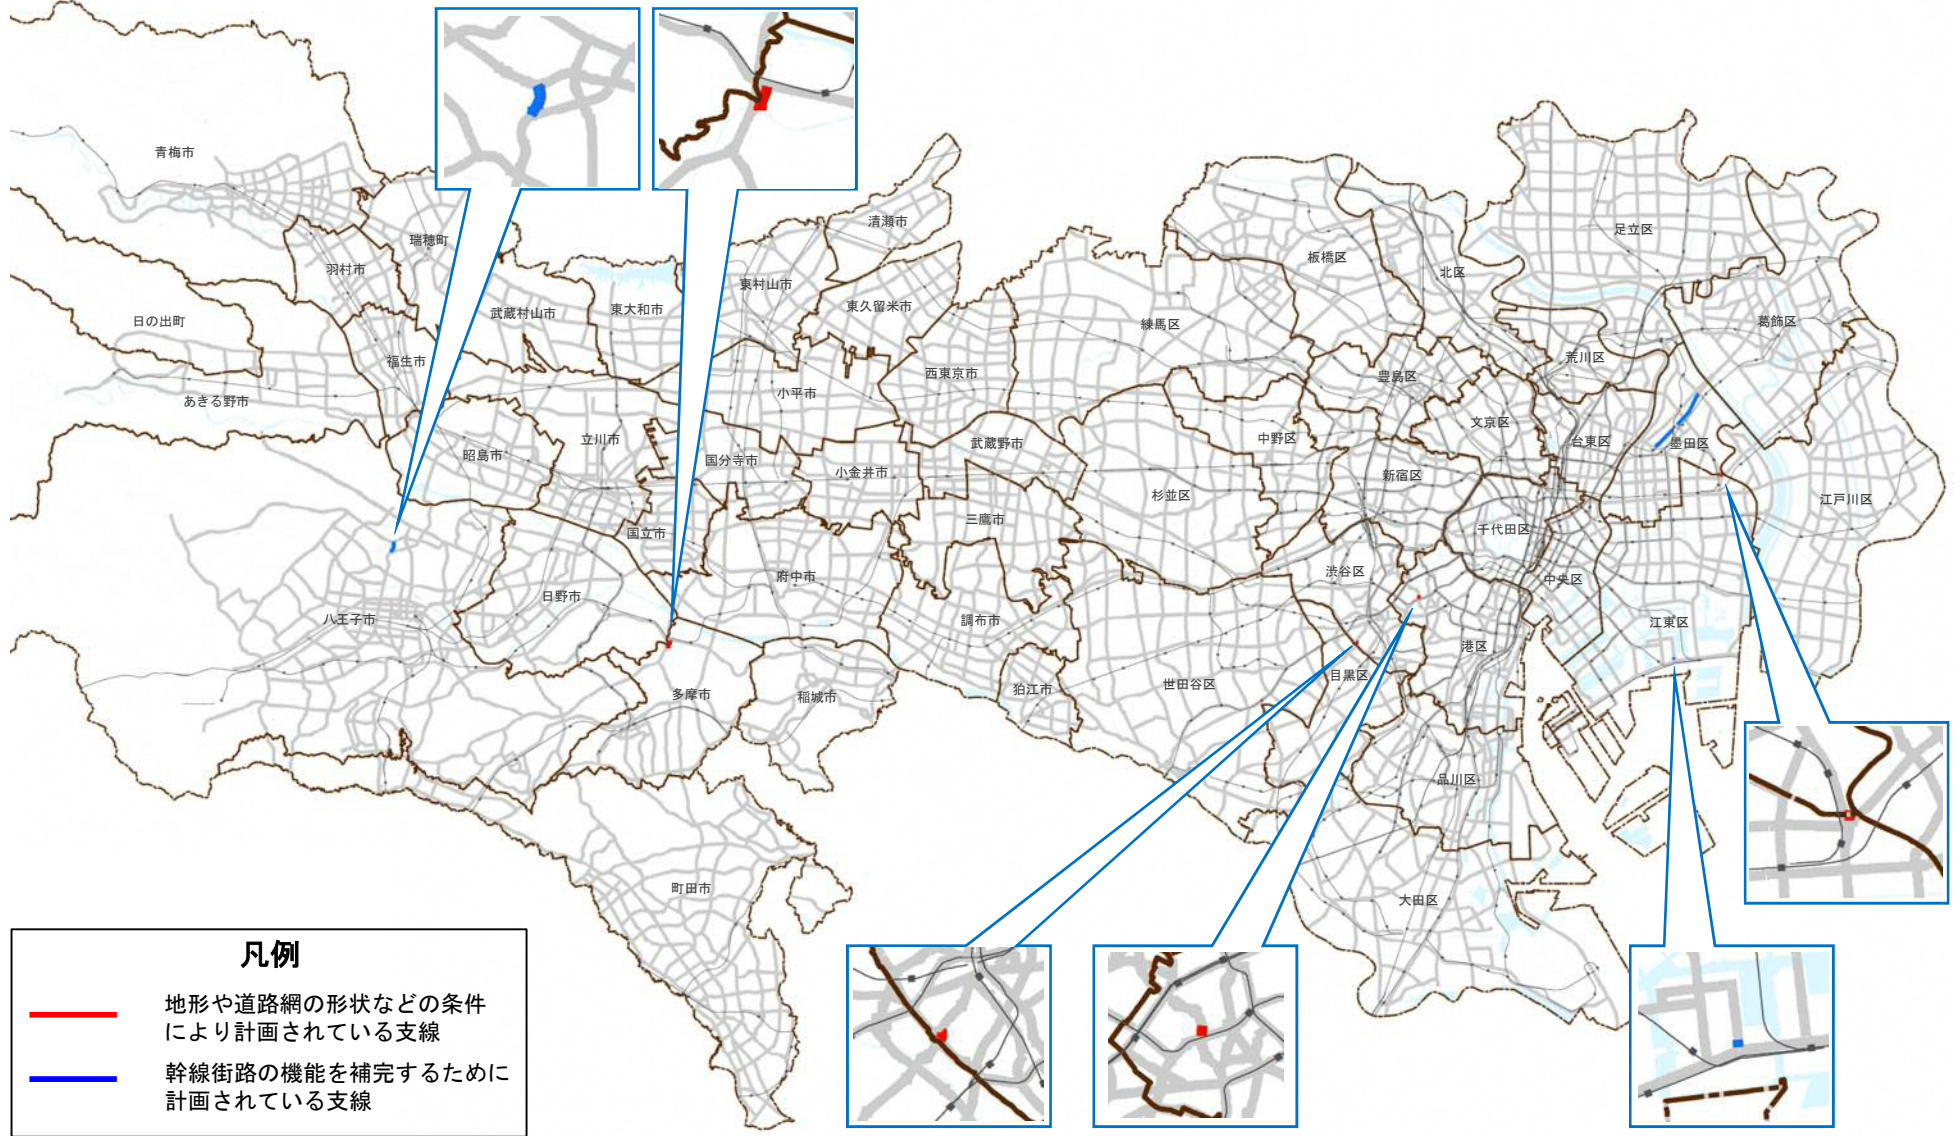 青梅市
瑞穂町
羽村市
日の出町
福生市
あきる野市
武蔵村山市
東大和市
東村山市
清瀬市
東久留米市
西東京市
小平市
昭島市
立川市
国分寺市
小金井市
武蔵野市
国立市
三鷹市
八王子市
日野市
府中市
調布市
多摩市
稲城市
狛江市
町田市
練馬区
板橋区
北区
足立区
葛飾区
荒川区
豊島区
文京区
台東区
墨田区
中野区
新宿区
杉並区
千代田区
江戸川区
渋谷区
中央区
江東区
港区
世田谷区
目黒区
品川区
大田区
凡例
地形や道路網の形状などの条件
により計画されている支線
幹線街路の機能を補完するために
計画されている支線